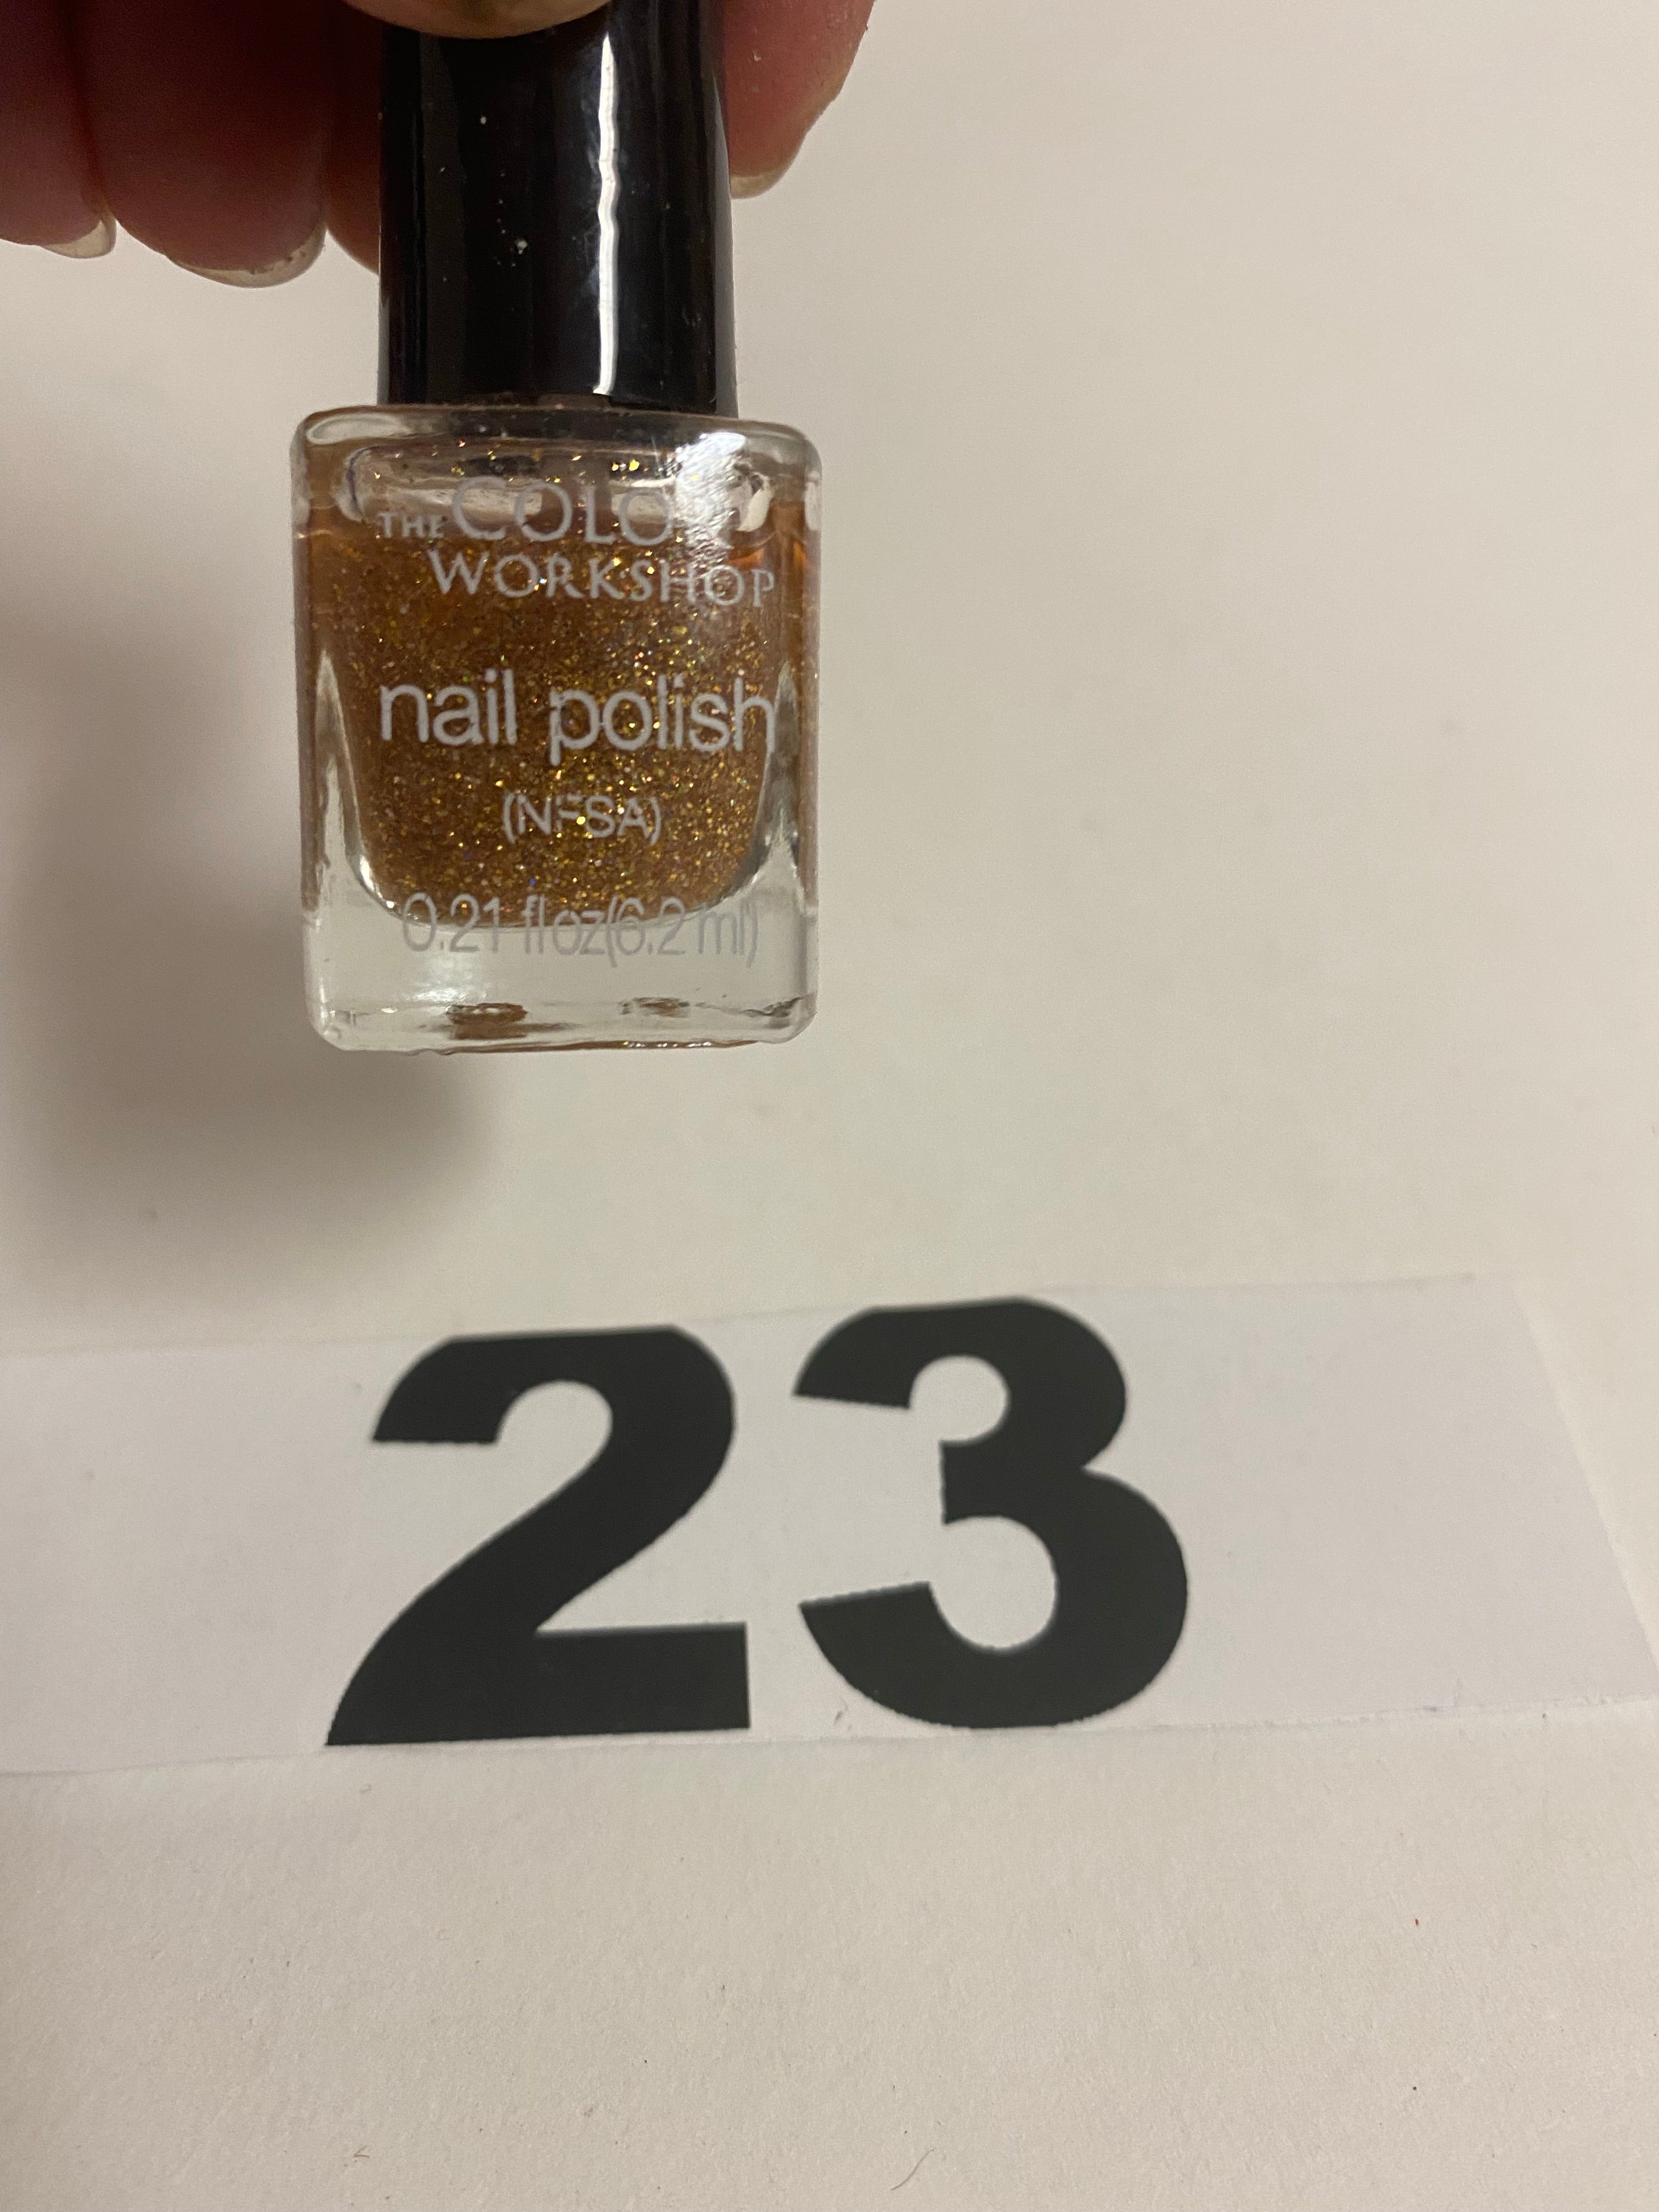 THE COLOR
WORKSHOP
nail polish
(NFSA)
0.21 fl oz(6.2 ml)
23